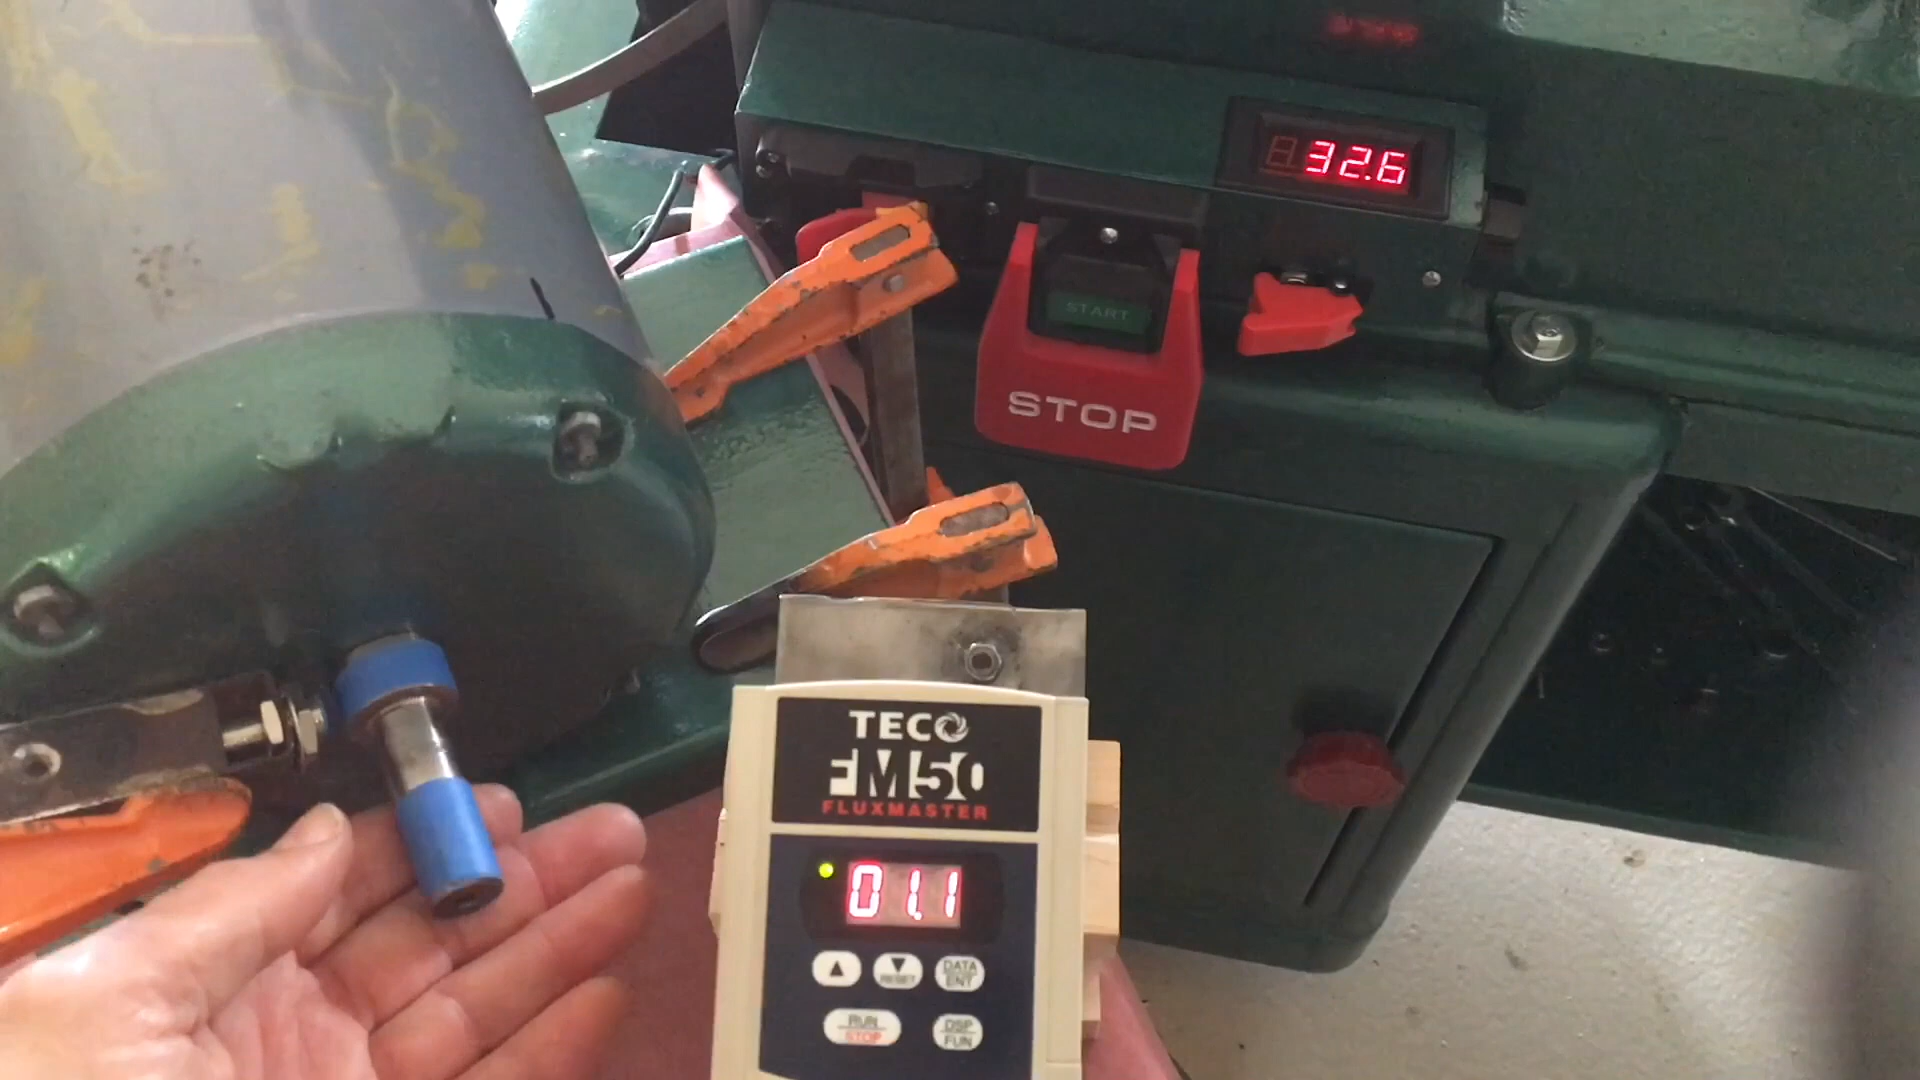 32.6
START
STOP
TECO
FM50
FLUXMASTER
01.1
▲ ▼ RESET DATA ENT
RUN STOP DSP FUN